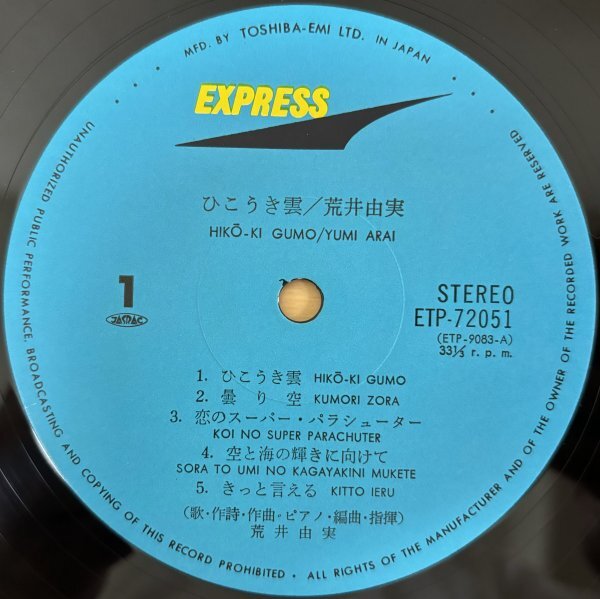 MFD. BY TOSHIBA-EMI LTD. IN JAPAN
EXPRESS
ひこうき雲／荒井由実
HIKŌ-KI GUMO/YUMI ARAI
1
JASRAC
STEREO
ETP-72051
(ETP-9083-A)
33⅓ r. p. m.
1. ひこうき雲 HIKŌ-KI GUMO
2. 曇り空 KUMORI ZORA
3. 恋のスーパー・パラシューター
KOI NO SUPER PARACHUTER
4. 空と海の輝きに向けて
SORA TO UMI NO KAGAYAKINI MUKETE
5. きっと言える KITTO IERU
(歌・作詩・作曲・ピアノ・編曲・指揮)
荒井由実
UNAUTHORIZED PUBLIC PERFORMANCE, BROADCASTING AND COPYING OF THIS RECORD PROHIBITED • ALL RIGHTS OF THE MANUFACTURER AND OF THE OWNER OF THE RECORDED WORK ARE RESERVED